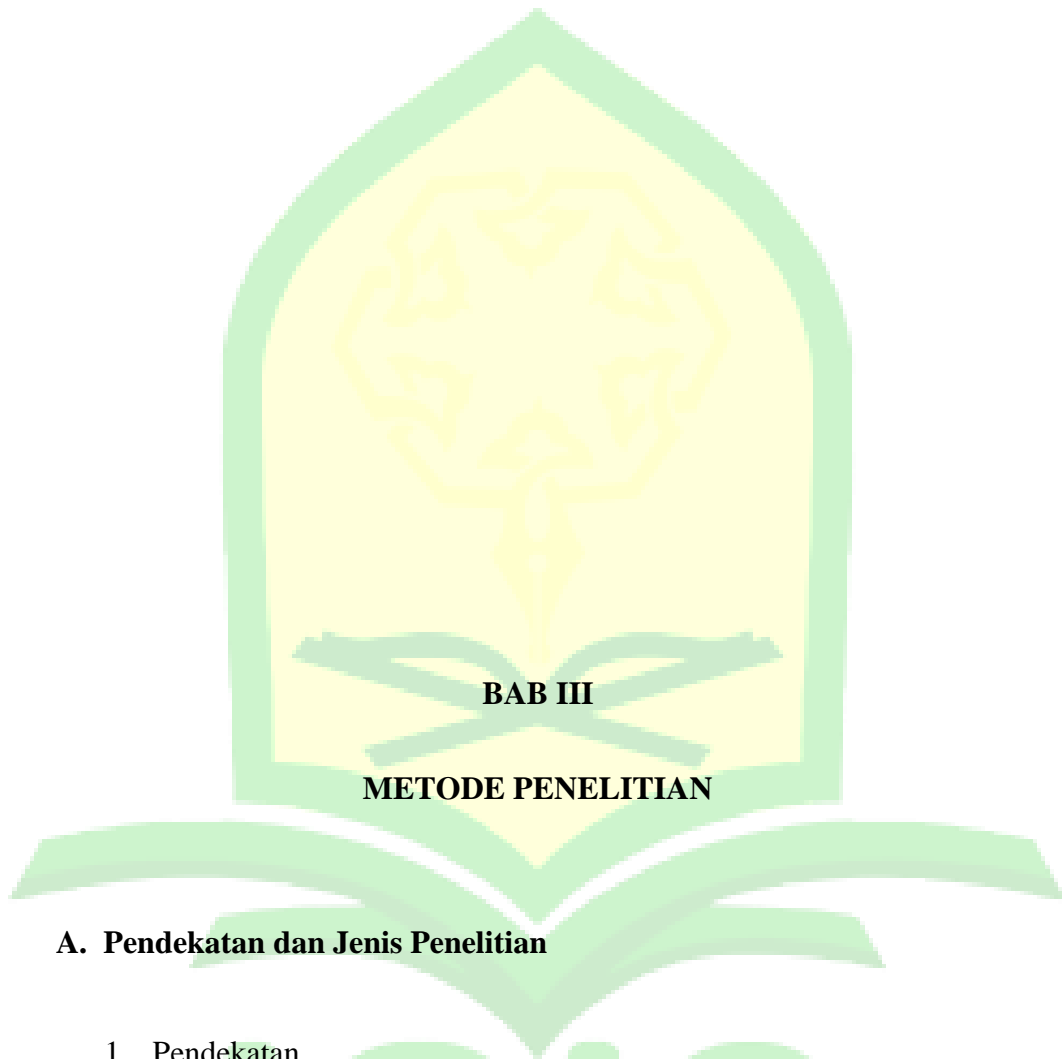 BAB III
METODE PENELITIAN
A. Pendekatan dan Jenis Penelitian
1. Pendekatan